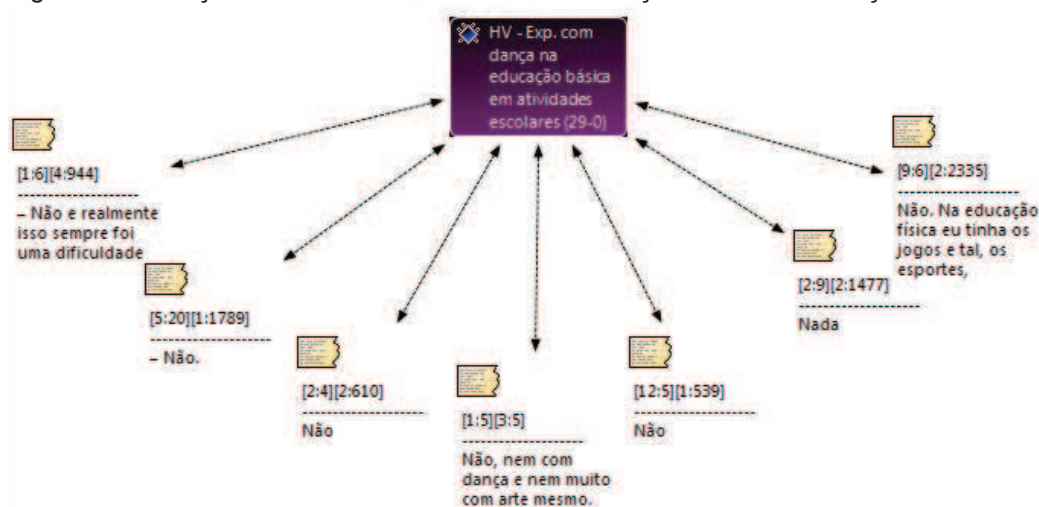 HV - Exp. com
dança na
educação básica
em atividades
escolares (29-0)
[1:6][4:944]
– Não e realmente
isso sempre foi
uma dificuldade
[5:20][1:1789]
– Não.
[2:4][2:610]
Não
[1:5][3:5]
Não, nem com
dança e nem muito
com arte mesmo.
[12:5][1:539]
Não
[2:9][2:1477]
Nada
[9:6][2:2335]
Não. Na educação
física eu tinha os
jogos e tal, os
esportes,